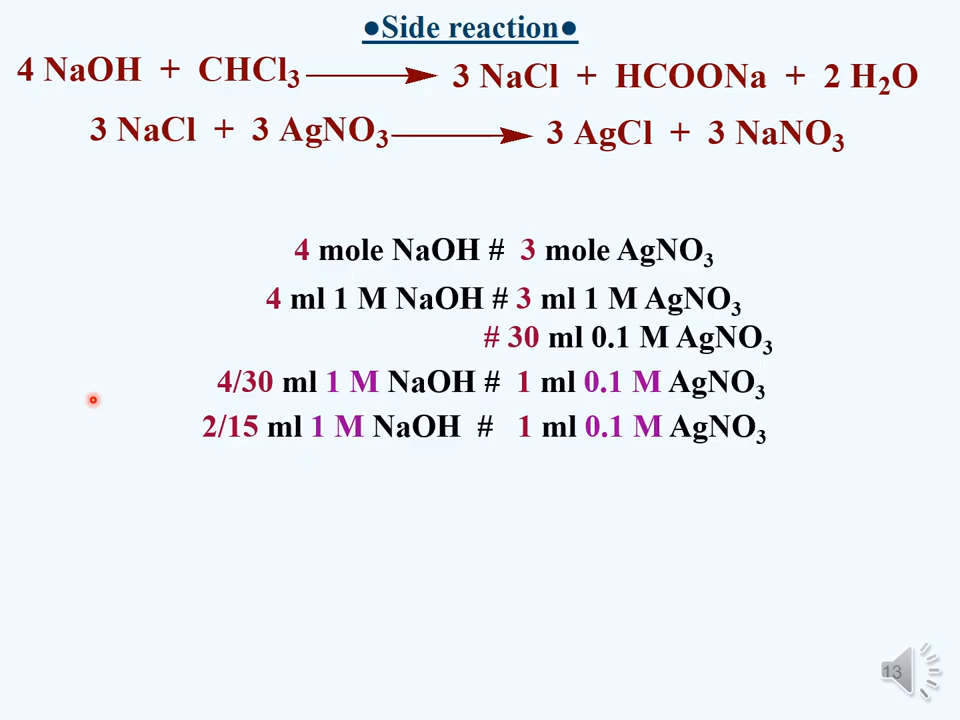 ●Side reaction●
4 NaOH + CHCl₃ ⟶ 3 NaCl + HCOONa + 2 H₂O
3 NaCl + 3 AgNO₃ ⟶ 3 AgCl + 3 NaNO₃
4 mole NaOH # 3 mole AgNO₃
4 ml 1 M NaOH # 3 ml 1 M AgNO₃
# 30 ml 0.1 M AgNO₃
4/30 ml 1 M NaOH # 1 ml 0.1 M AgNO₃
2/15 ml 1 M NaOH # 1 ml 0.1 M AgNO₃
13